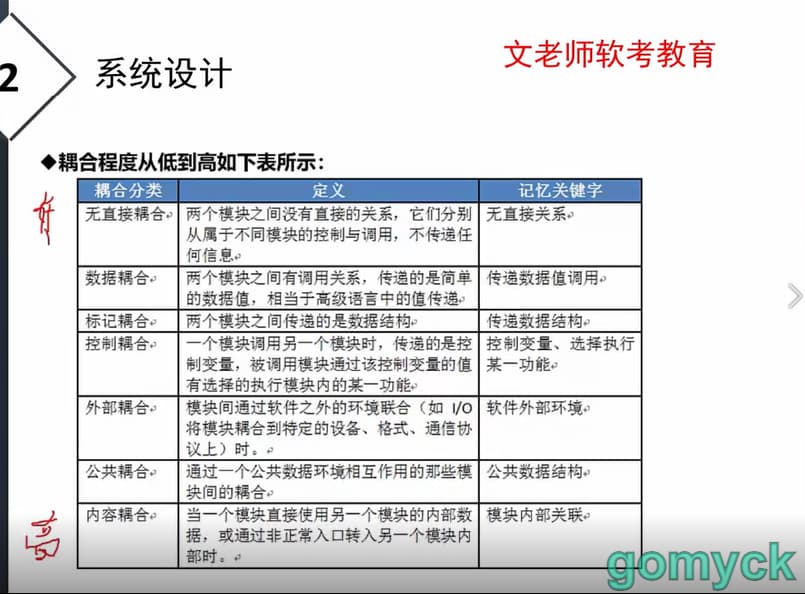 2
系统设计
文老师软考教育
◆耦合程度从低到高如下表所示：
耦合分类 定义 记忆关键字
无直接耦合 两个模块之间没有直接的关系，它们分别 无直接关系
从属于不同模块的控制与调用，不传递任
何信息
数据耦合 两个模块之间有调用关系，传递的是简单 传递数据值调用
的数据值，相当于高级语言中的值传递
标记耦合 两个模块之间传递的是数据结构 传递数据结构
控制耦合 一个模块调用另一个模块时，传递的是控 控制变量、选择执行
制变量，被调用模块通过该控制变量的值 某一功能
有选择的执行模块内的某一功能
外部耦合 模块间通过软件之外的环境联合（如 I/O 软件外部环境
将模块耦合到特定的设备、格式、通信协
议上）时。
公共耦合 通过一个公共数据环境相互作用的那些模 公共数据结构
块间的耦合
内容耦合 当一个模块直接使用另一个模块的内部数 模块内部关联
据，或通过非正常入口转入另一个模块内
部时。
高
gomyck